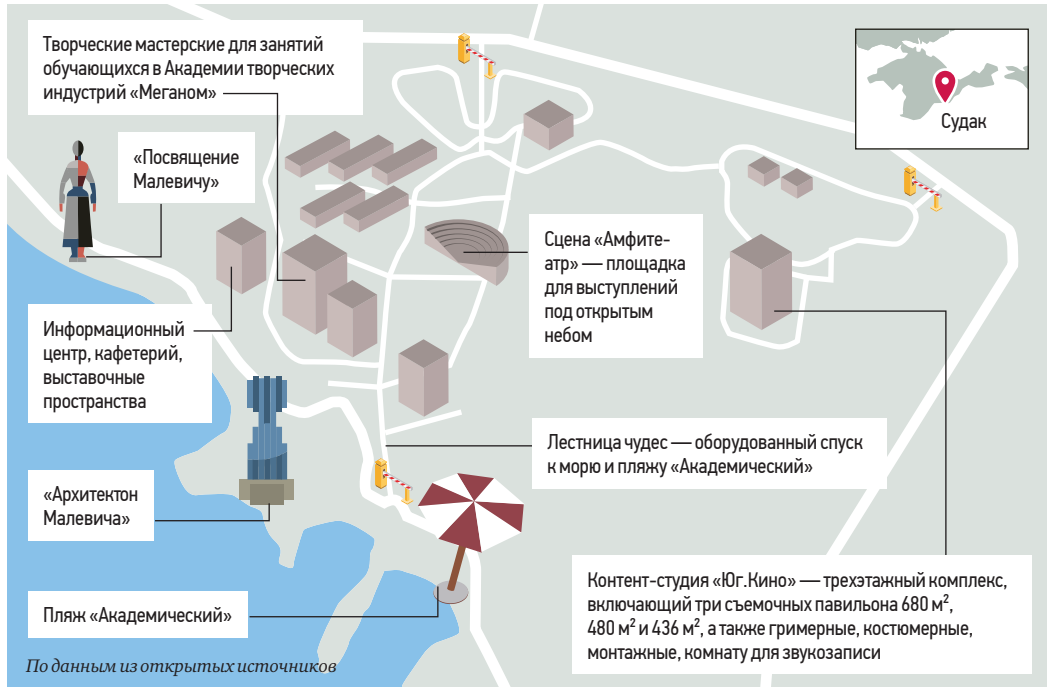 Творческие мастерские для занятий
обучающихся в Академии творческих
индустрий «Меганом»
Судак
«Посвящение
Малевичу»
Сцена «Амфите-
атр» — площадка
для выступлений
под открытым
небом
Информационный
центр, кафетерий,
выставочные
пространства
Лестница чудес — оборудованный спуск
к морю и пляжу «Академический»
«Архитектон
Малевича»
Контент-студия «Юг.Кино» — трехэтажный комплекс,
включающий три съемочных павильона 680 м²,
480 м² и 436 м², а также гримерные, костюмерные,
монтажные, комнату для звукозаписи
Пляж «Академический»
По данным из открытых источников